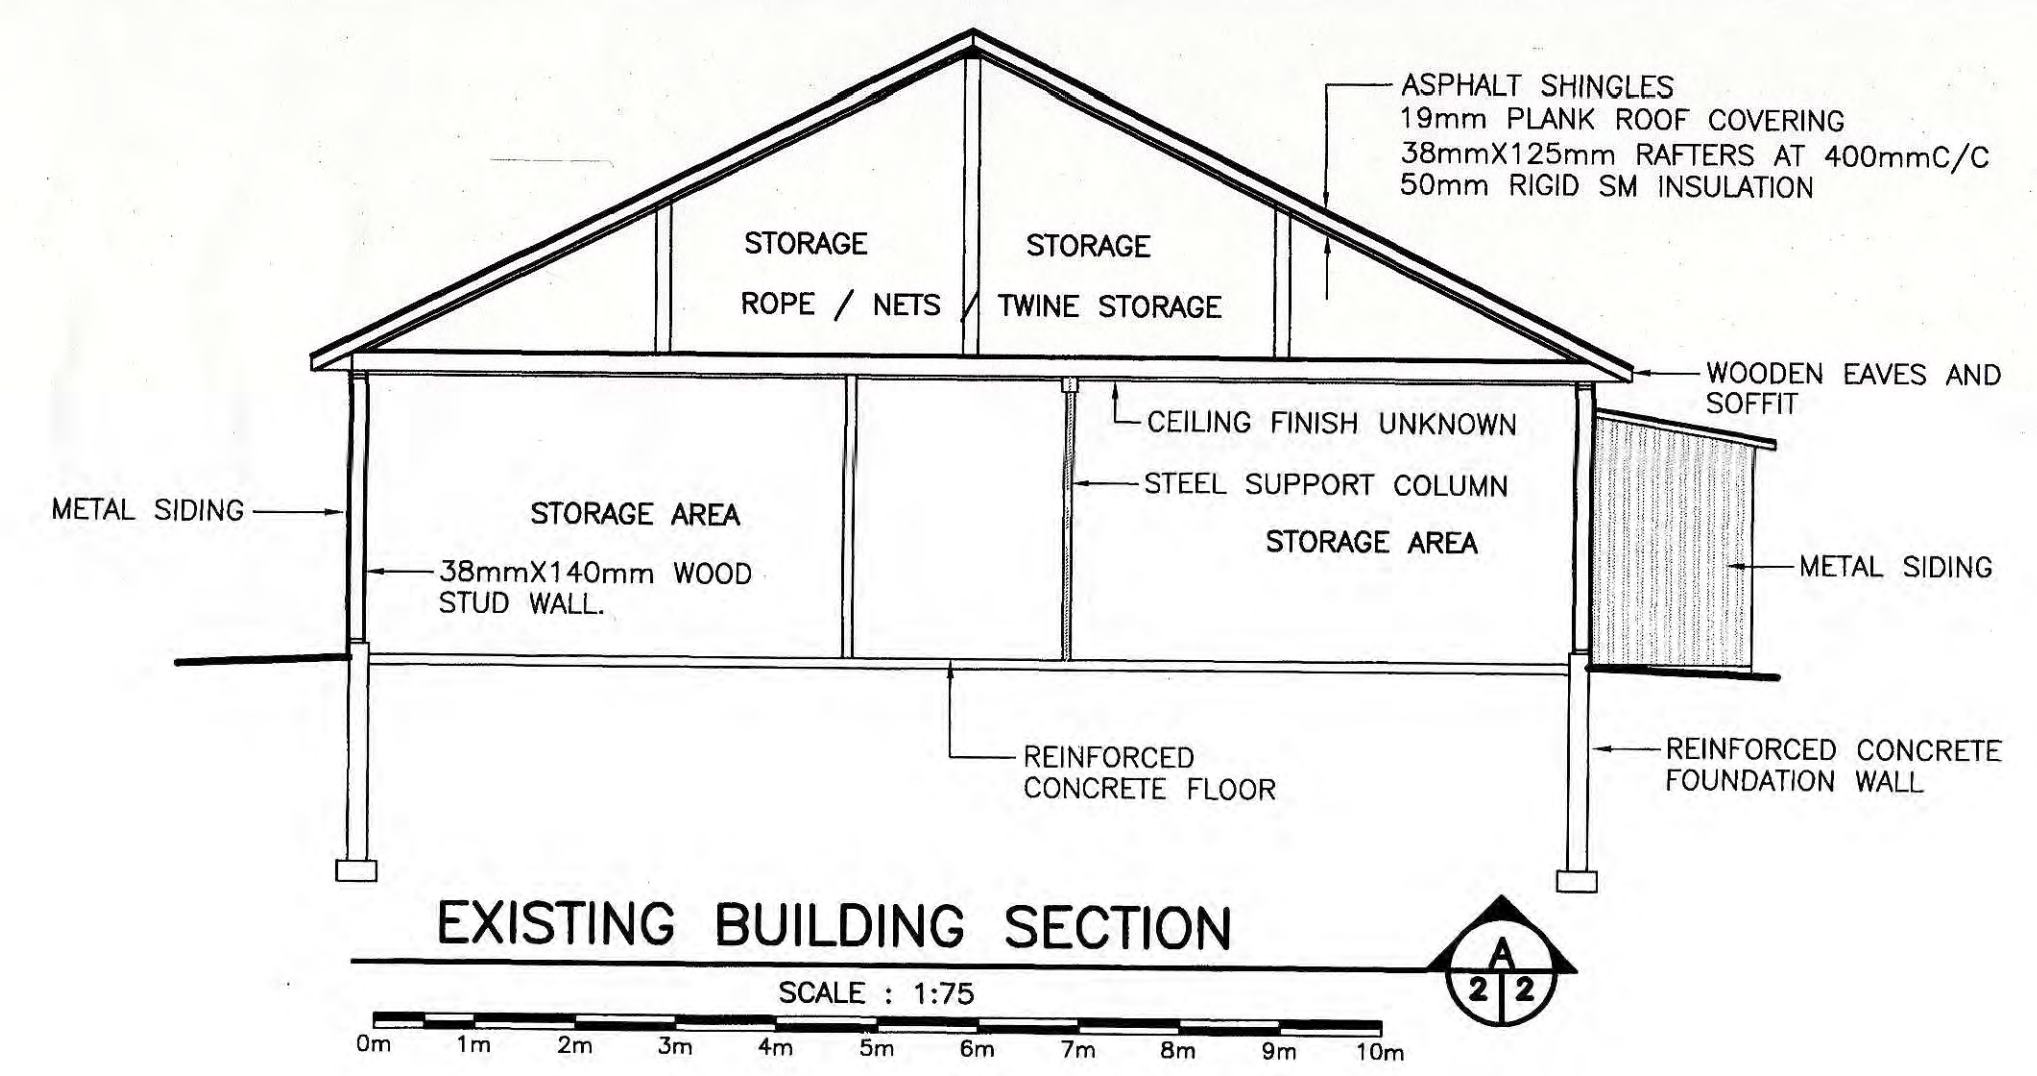 ASPHALT SHINGLES
19mm PLANK ROOF COVERING
38mmX125mm RAFTERS AT 400mmC/C
50mm RIGID SM INSULATION
STORAGE
STORAGE
ROPE / NETS / TWINE STORAGE
WOODEN EAVES AND
SOFFIT
CEILING FINISH UNKNOWN
STEEL SUPPORT COLUMN
METAL SIDING
STORAGE AREA
STORAGE AREA
38mmX140mm WOOD
STUD WALL.
METAL SIDING
REINFORCED
CONCRETE FLOOR
REINFORCED CONCRETE
FOUNDATION WALL
EXISTING BUILDING SECTION
A
2 2
SCALE : 1:75
0m 1m 2m 3m 4m 5m 6m 7m 8m 9m 10m